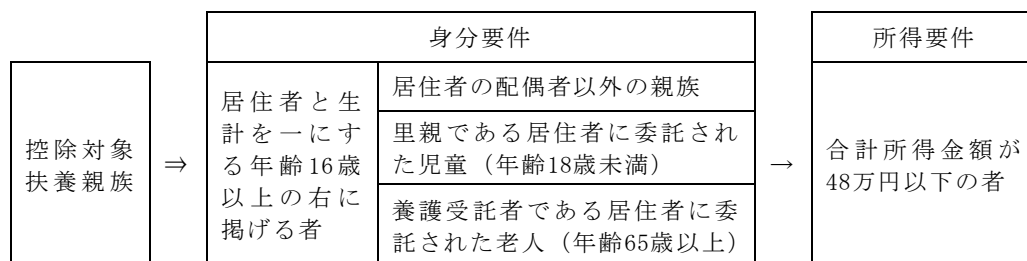 身分要件
所得要件
控除対象
扶養親族
⇒
居住者と生
計を一にす
る年齢16歳
以上の右に
掲げる者
居住者の配偶者以外の親族
里親である居住者に委託され
た児童（年齢18歳未満）
養護受託者である居住者に委
託された老人（年齢65歳以上）
→
合計所得金額が
48万円以下の者